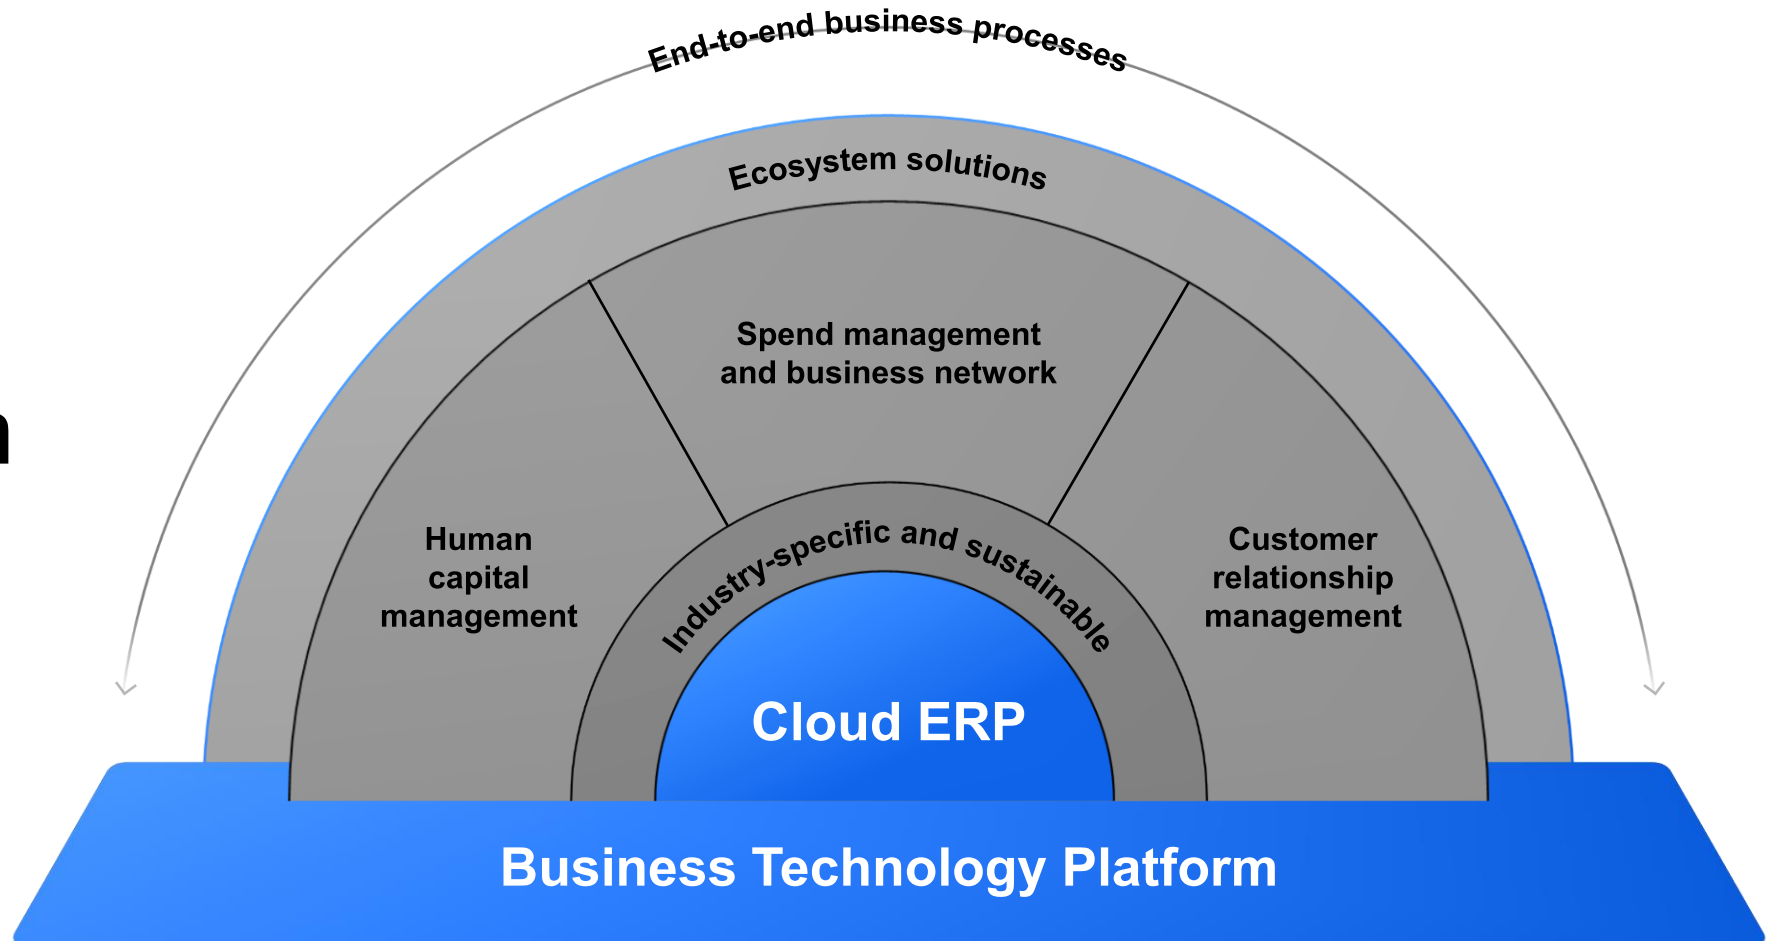 End-to-end business processes
Ecosystem solutions
Spend management
and business network
Human
capital
management
Customer
relationship
management
Industry-specific and sustainable
Cloud ERP
Business Technology Platform